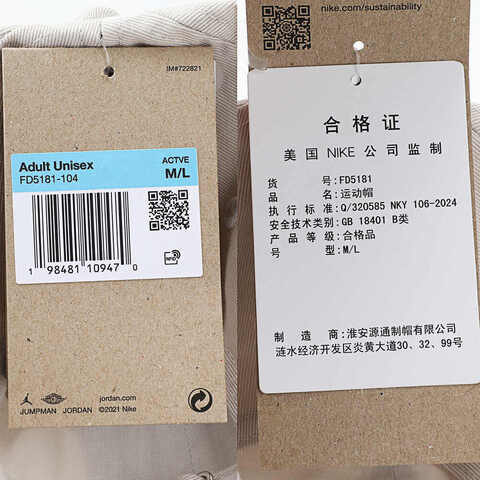 IM#722821
Adult Unisex
FD5181-104
ACTVE
M/L
RFID
1 98481 10947 0
JUMPMAN JORDAN
jordan.com
©2021 Nike
nike.com/sustainability
合格证
美国 NIKE 公司监制
货号:FD5181
品名:运动帽
执行标准:Q/320585 NKY 106-2024
安全技术类别:GB 18401 B类
产品等级:合格品
号型:M/L
制造商:淮安源通制帽有限公司
涟水经济开发区炎黄大道30、32、99号